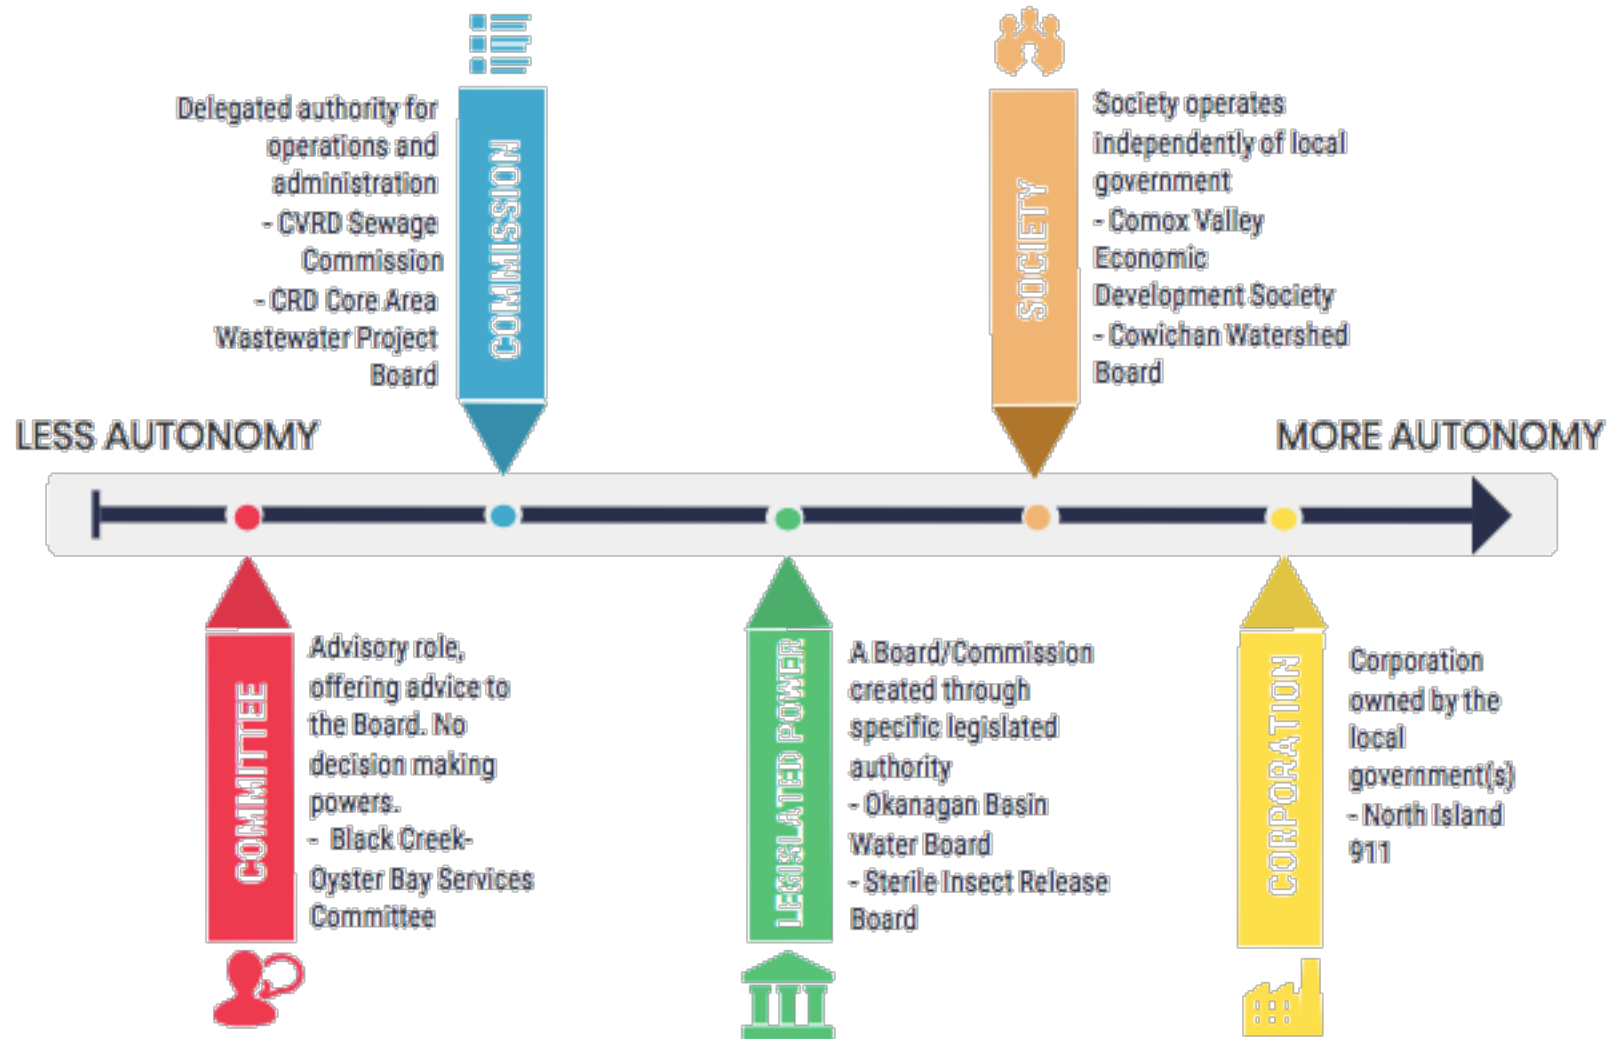 Delegated authority for
operations and
administration
- CVRD Sewage
Commission
- CRD Core Area
Wastewater Project
Board
COMMISSION
SOCIETY
Society operates
independently of local
government
- Comox Valley
Economic
Development Society
- Cowichan Watershed
Board
LESS AUTONOMY
MORE AUTONOMY
COMMITTEE
Advisory role,
offering advice to
the Board. No
decision making
powers.
- Black Creek-
Oyster Bay Services
Committee
LEGISLATED POWER
A Board/Commission
created through
specific legislated
authority
- Okanagan Basin
Water Board
- Sterile Insect Release
Board
CORPORATION
Corporation
owned by the
local
government(s)
- North Island
911